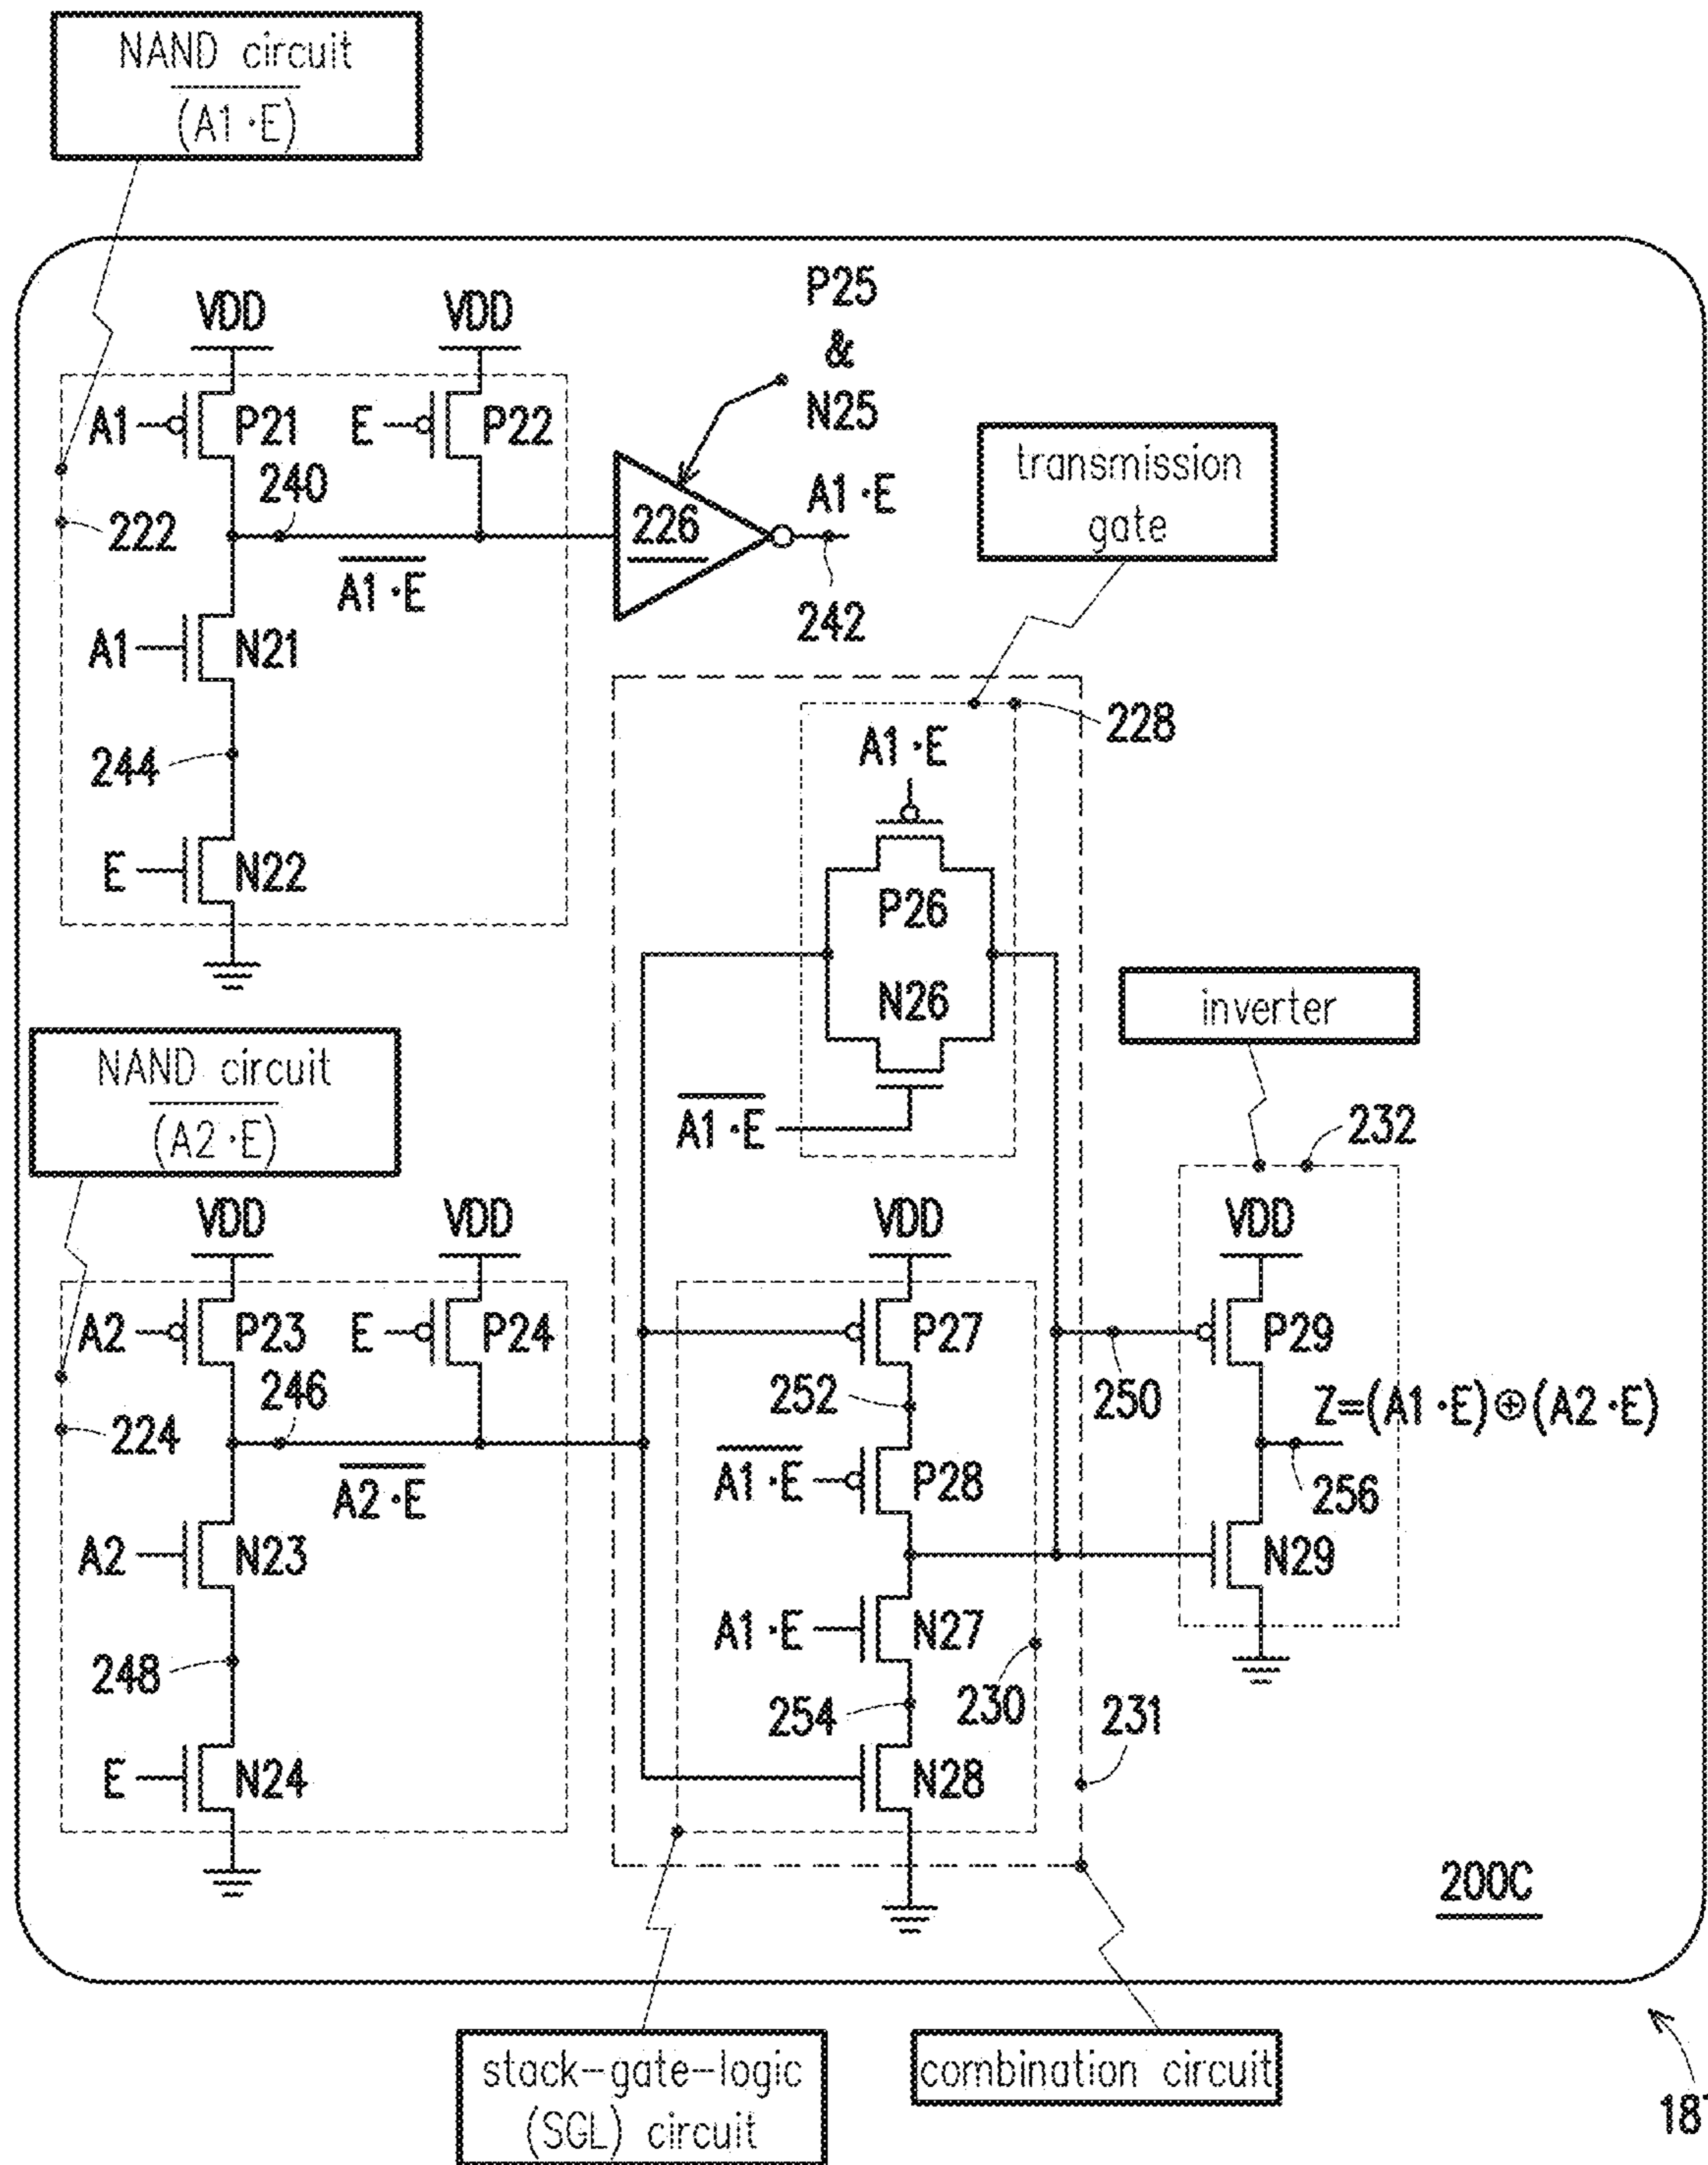 NAND circuit
(A1·E)
VDD
VDD
P25
&
N25
A1
P21
E
P22
240
222
A1·E
226
A1·E
242
transmission
gate
A1
N21
244
E
N22
228
A1·E
P26
N26
A1·E
inverter
232
NAND circuit
(A2·E)
VDD
VDD
VDD
VDD
A2
P23
E
P24
P27
P29
246
224
A2·E
252
250
Z=(A1·E)⊕(A2·E)
A1·E
P28
256
A2
N23
N29
A1·E
N27
248
254
230
231
E
N24
N28
200C
stack-gate-logic
(SGL) circuit
combination circuit